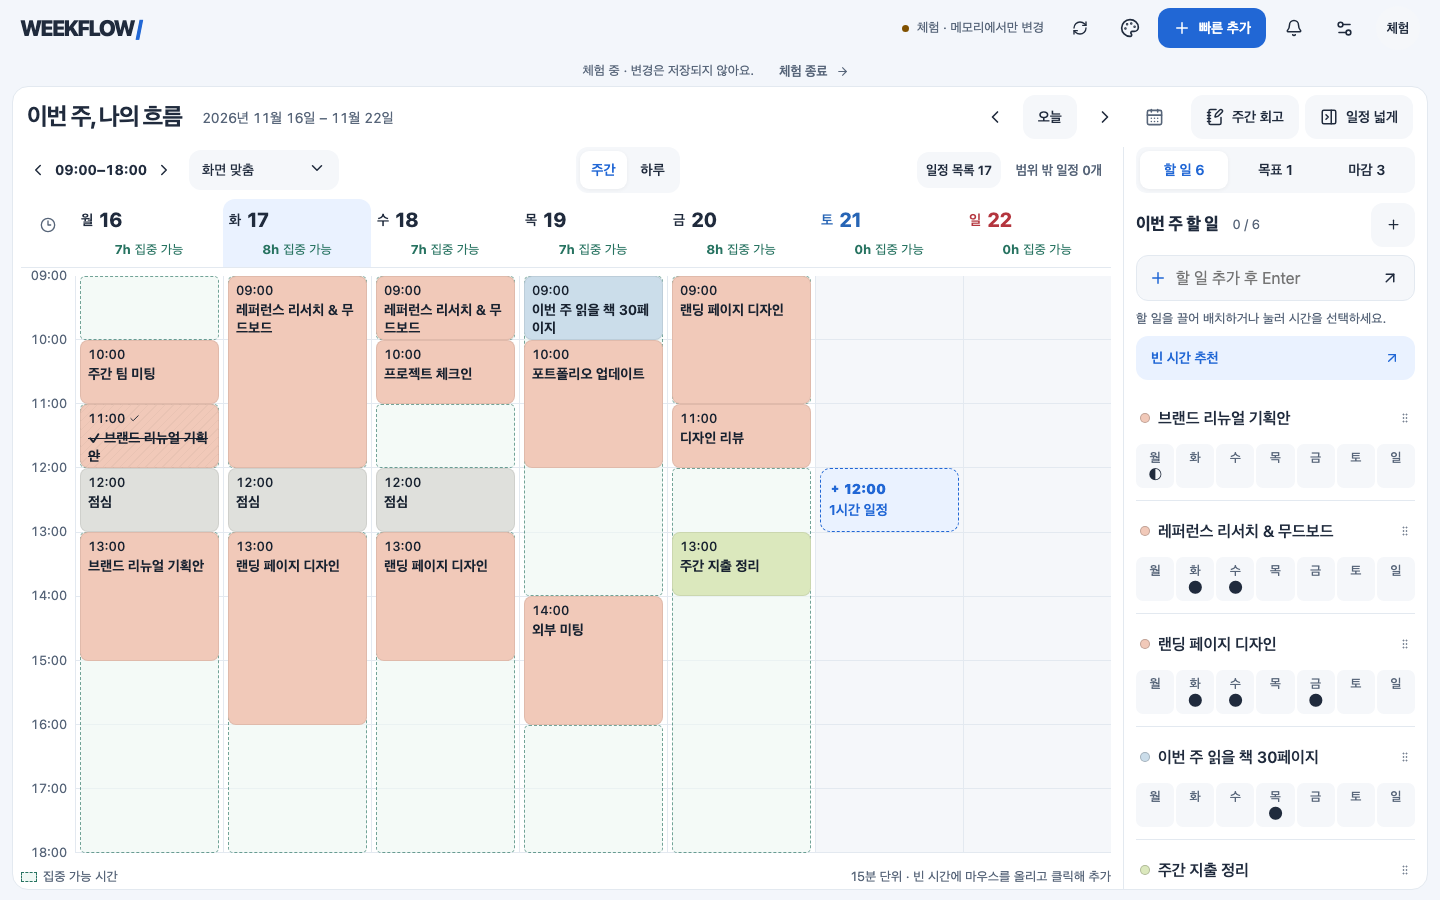 WEEKFLOW/
체험 · 메모리에서만 변경
빠른 추가
체험
체험 중 · 변경은 저장되지 않아요.
체험 종료 →
이번 주, 나의 흐름
2026년 11월 16일 – 11월 22일
오늘
주간 회고
일정 넓게
09:00–18:00
화면 맞춤
주간
하루
일정 목록 17
범위 밖 일정 0개
월 16
화 17
수 18
목 19
금 20
토 21
일 22
7h 집중 가능
8h 집중 가능
7h 집중 가능
7h 집중 가능
8h 집중 가능
0h 집중 가능
0h 집중 가능
09:00
10:00
11:00
12:00
13:00
14:00
15:00
16:00
17:00
18:00
10:00
주간 팀 미팅
11:00 ✓
✓ 브랜드 리뉴얼 기획
안
12:00
점심
13:00
브랜드 리뉴얼 기획안
09:00
레퍼런스 리서치 & 무
드보드
12:00
점심
13:00
랜딩 페이지 디자인
09:00
레퍼런스 리서치 & 무
드보드
10:00
프로젝트 체크인
12:00
점심
13:00
랜딩 페이지 디자인
09:00
이번 주 읽을 책 30페
이지
10:00
포트폴리오 업데이트
14:00
외부 미팅
09:00
랜딩 페이지 디자인
11:00
디자인 리뷰
13:00
주간 지출 정리
+ 12:00
1시간 일정
집중 가능 시간
15분 단위 · 빈 시간에 마우스를 올리고 클릭해 추가
할 일 6
목표 1
마감 3
이번 주 할 일
0 / 6
+
+ 할 일 추가 후 Enter
할 일을 끌어 배치하거나 눌러 시간을 선택하세요.
빈 시간 추천
브랜드 리뉴얼 기획안
월 화 수 목 금 토 일
레퍼런스 리서치 & 무드보드
월 화 수 목 금 토 일
랜딩 페이지 디자인
월 화 수 목 금 토 일
이번 주 읽을 책 30페이지
월 화 수 목 금 토 일
주간 지출 정리